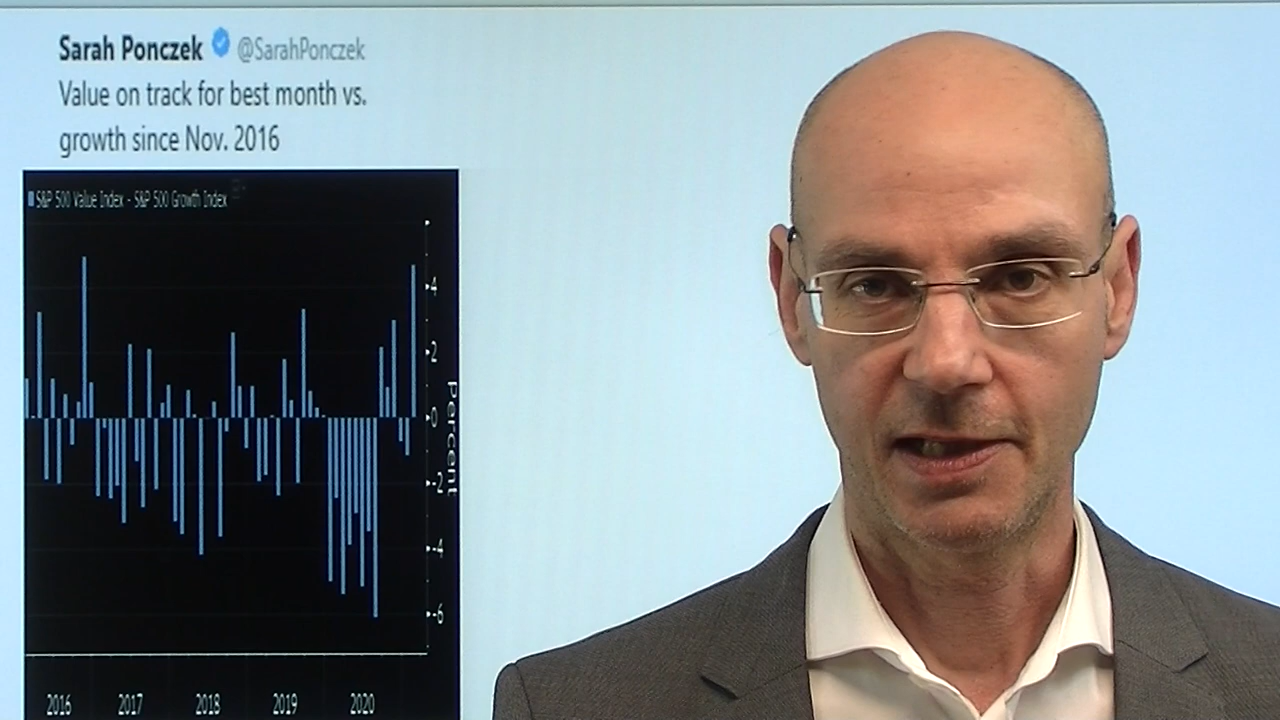 Sarah Ponczek @SarahPonczek
Value on track for best month vs.
growth since Nov. 2016
S&P 500 Value Index - S&P 500 Growth Index
4
2
0
-2
-4
-6
Percent
2016 2017 2018 2019 2020